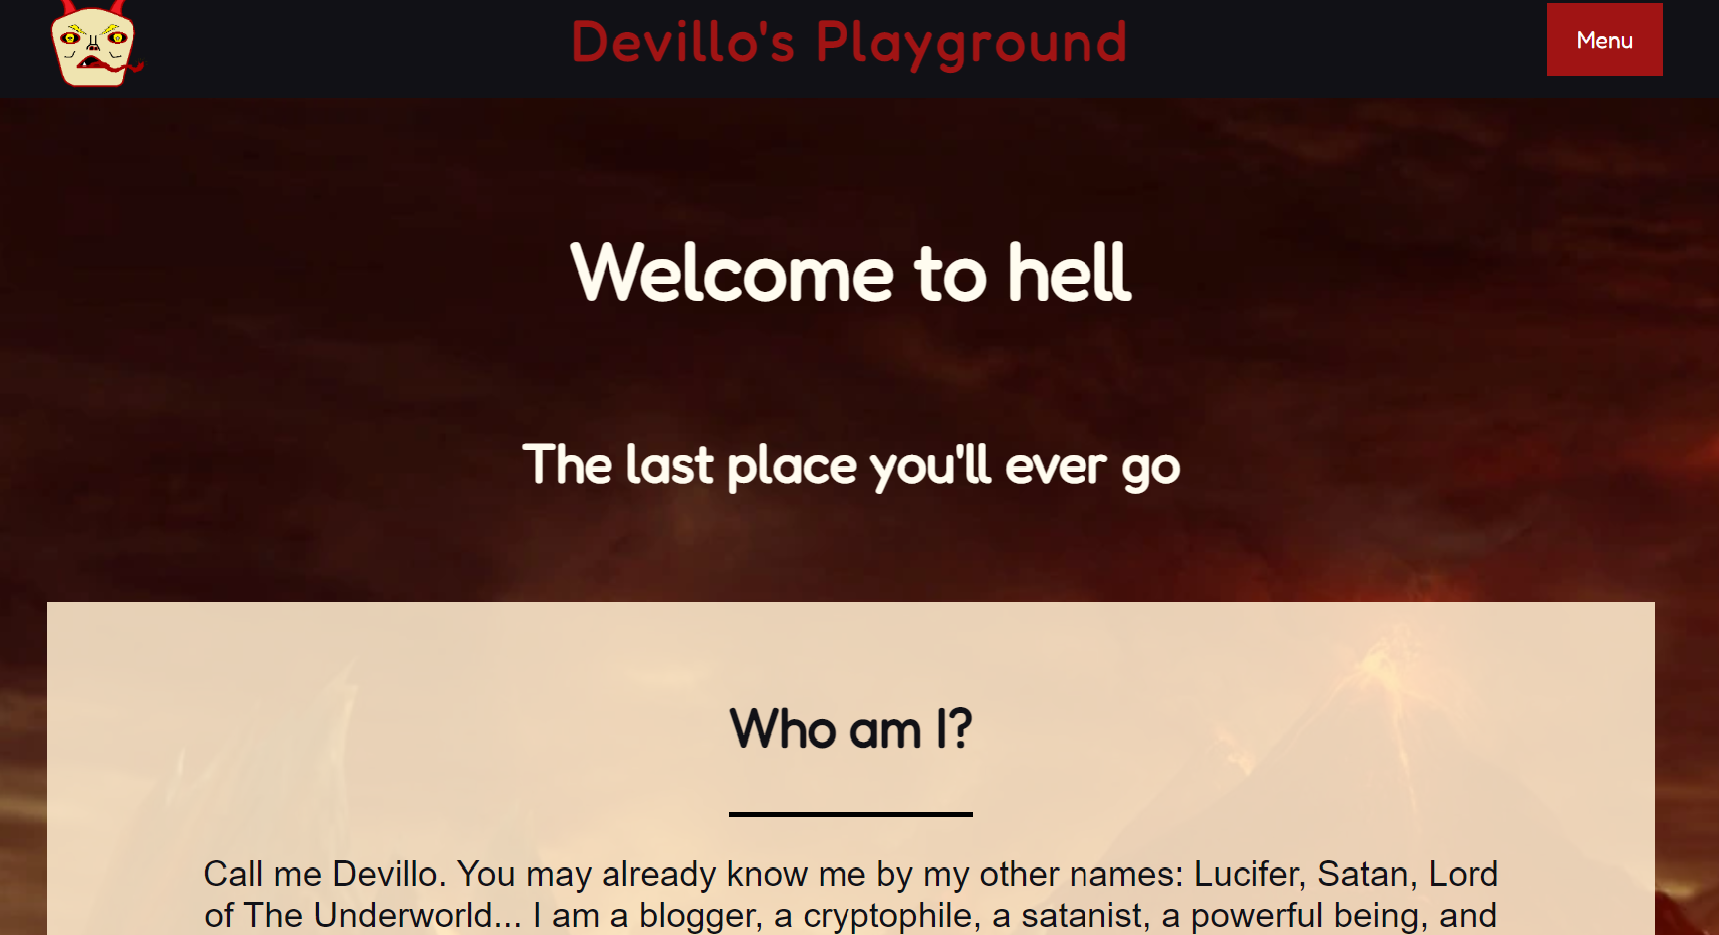 Devillo's Playground
Menu
Welcome to hell
The last place you'll ever go
Who am I?
Call me Devillo. You may already know me by my other names: Lucifer, Satan, Lord
of The Underworld... I am a blogger, a cryptophile, a satanist, a powerful being, and